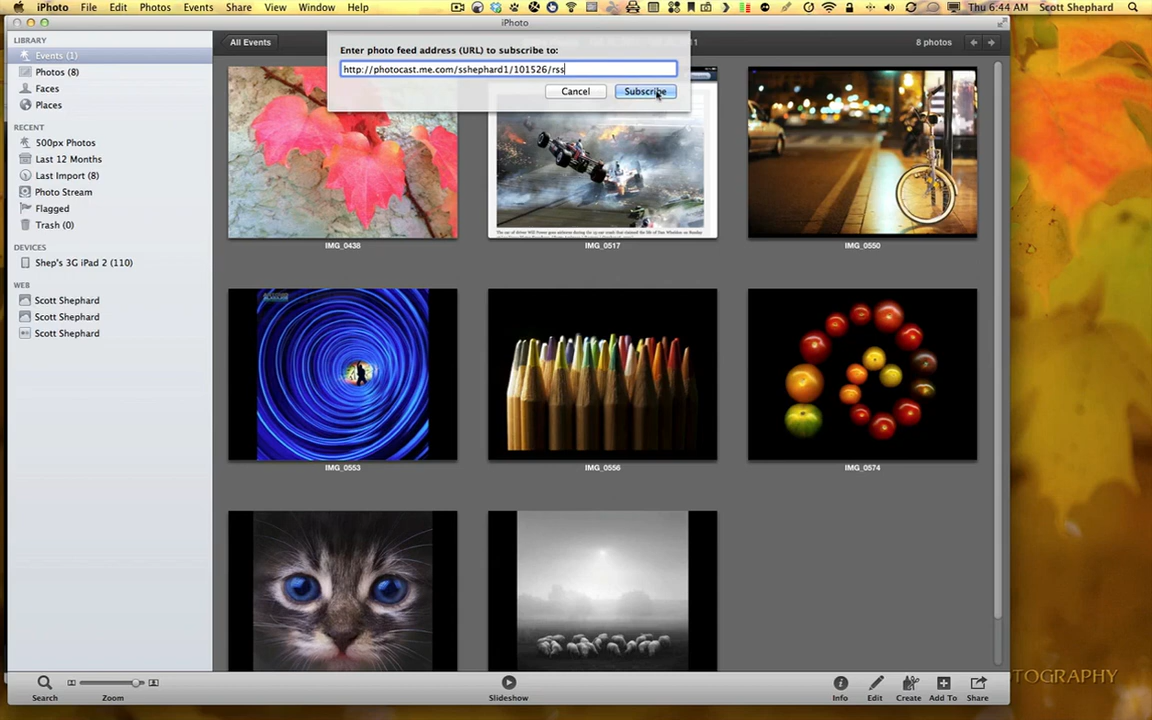 iPhoto File Edit Photos Events Share View Window Help
Thu 6:44 AM Scott Shephard
iPhoto
LIBRARY
Events (1)
Photos (8)
Faces
Places
RECENT
500px Photos
Last 12 Months
Last Import (8)
Photo Stream
Flagged
Trash (0)
DEVICES
Shep's 3G iPad 2 (110)
WEB
Scott Shephard
Scott Shephard
Scott Shephard
All Events
11
8 photos
Enter photo feed address (URL) to subscribe to:
http://photocast.me.com/sshephard1/101526/rss
Cancel Subscribe
IMG_0438
IMG_0517
IMG_0550
IMG_0553
IMG_0556
IMG_0574
Search
Zoom
Slideshow
Info
Edit
Create
Add To
Share
TOGRAPHY